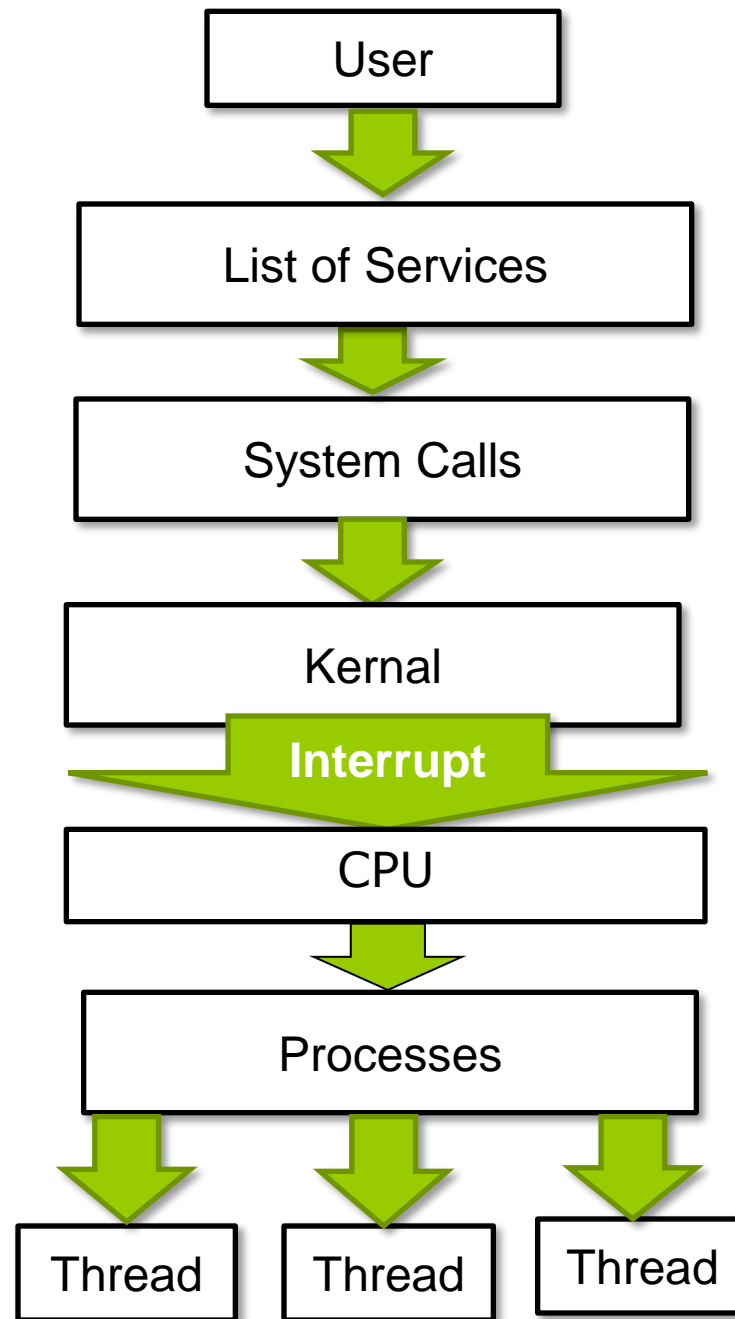 User
List of Services
System Calls
Kernal
Interrupt
CPU
Processes
Thread
Thread
Thread